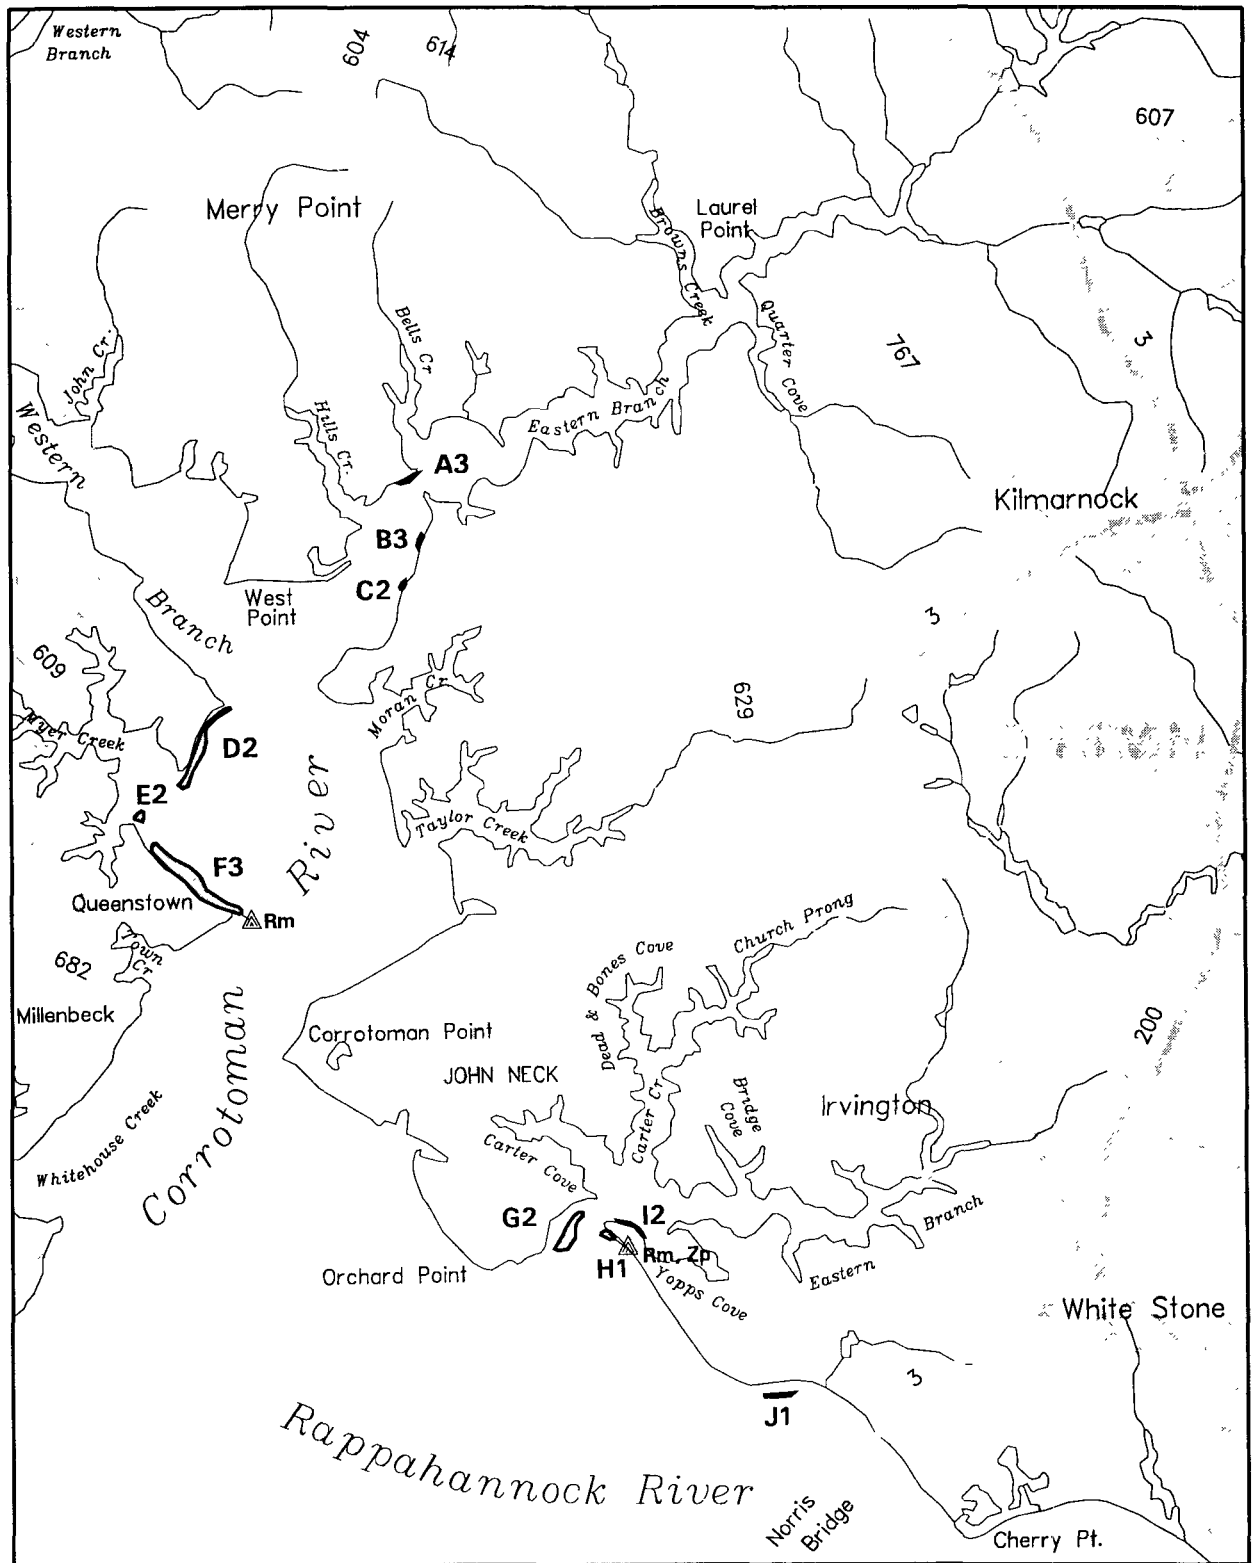 Western
Branch
604
614
607
Merry Point
Laurel
Point
Browns Creek
Quarter Cove
767
3
John Cr.
Bells Cr
Hills Cr.
Eastern Branch
Western
A3
Kilmarnock
B3
C2
West
Point
Branch
3
609
Moran Cr
629
Myer Creek
D2
E2
Taylor Creek
River
F3
Queenstown
Rm
Town
Cr
682
Church Prong
Dead & Bones Cove
Millenbeck
Corrotoman Point
200
JOHN NECK
Carter Cr
Bridge
Cove
Irvington
Whitehouse Creek
Corrotoman
Carter Cove
G2
I2
Branch
H1
Rm, Zp
Eastern
Orchard Point
Yopps Cove
White Stone
3
J1
Rappahannock River
Norris
Bridge
Cherry Pt.